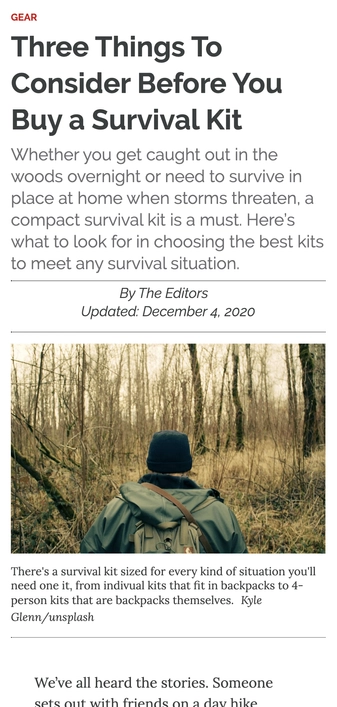 GEAR
Three Things To
Consider Before You
Buy a Survival Kit
Whether you get caught out in the
woods overnight or need to survive in
place at home when storms threaten, a
compact survival kit is a must. Here's
what to look for in choosing the best kits
to meet any survival situation.
By The Editors
Updated: December 4, 2020
There's a survival kit sized for every kind of situation you'll
need one it, from indivual kits that fit in backpacks to 4-
person kits that are backpacks themselves. Kyle
Glenn/unsplash
We've all heard the stories. Someone
sets out with friends on a day hike